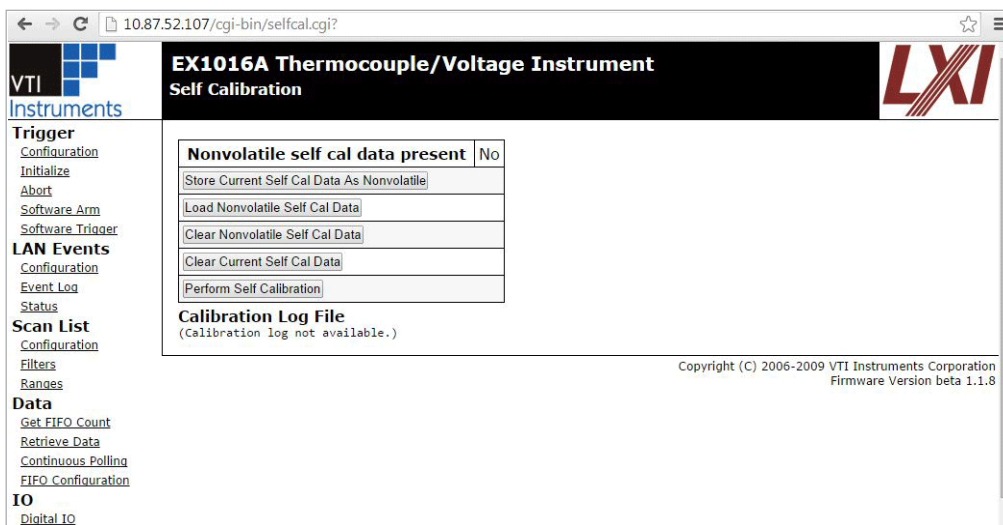 10.87.52.107/cgi-bin/selfcal.cgi?
VTI
Instruments
EX1016A Thermocouple/Voltage Instrument
Self Calibration
LXI
Trigger
Configuration
Initialize
Abort
Software Arm
Software Trigger
LAN Events
Configuration
Event Log
Status
Scan List
Configuration
Filters
Ranges
Data
Get FIFO Count
Retrieve Data
Continuous Polling
FIFO Configuration
IO
Digital IO
Nonvolatile self cal data present No
Store Current Self Cal Data As Nonvolatile
Load Nonvolatile Self Cal Data
Clear Nonvolatile Self Cal Data
Clear Current Self Cal Data
Perform Self Calibration
Calibration Log File
(Calibration log not available.)
Copyright (C) 2006-2009 VTI Instruments Corporation
Firmware Version beta 1.1.8